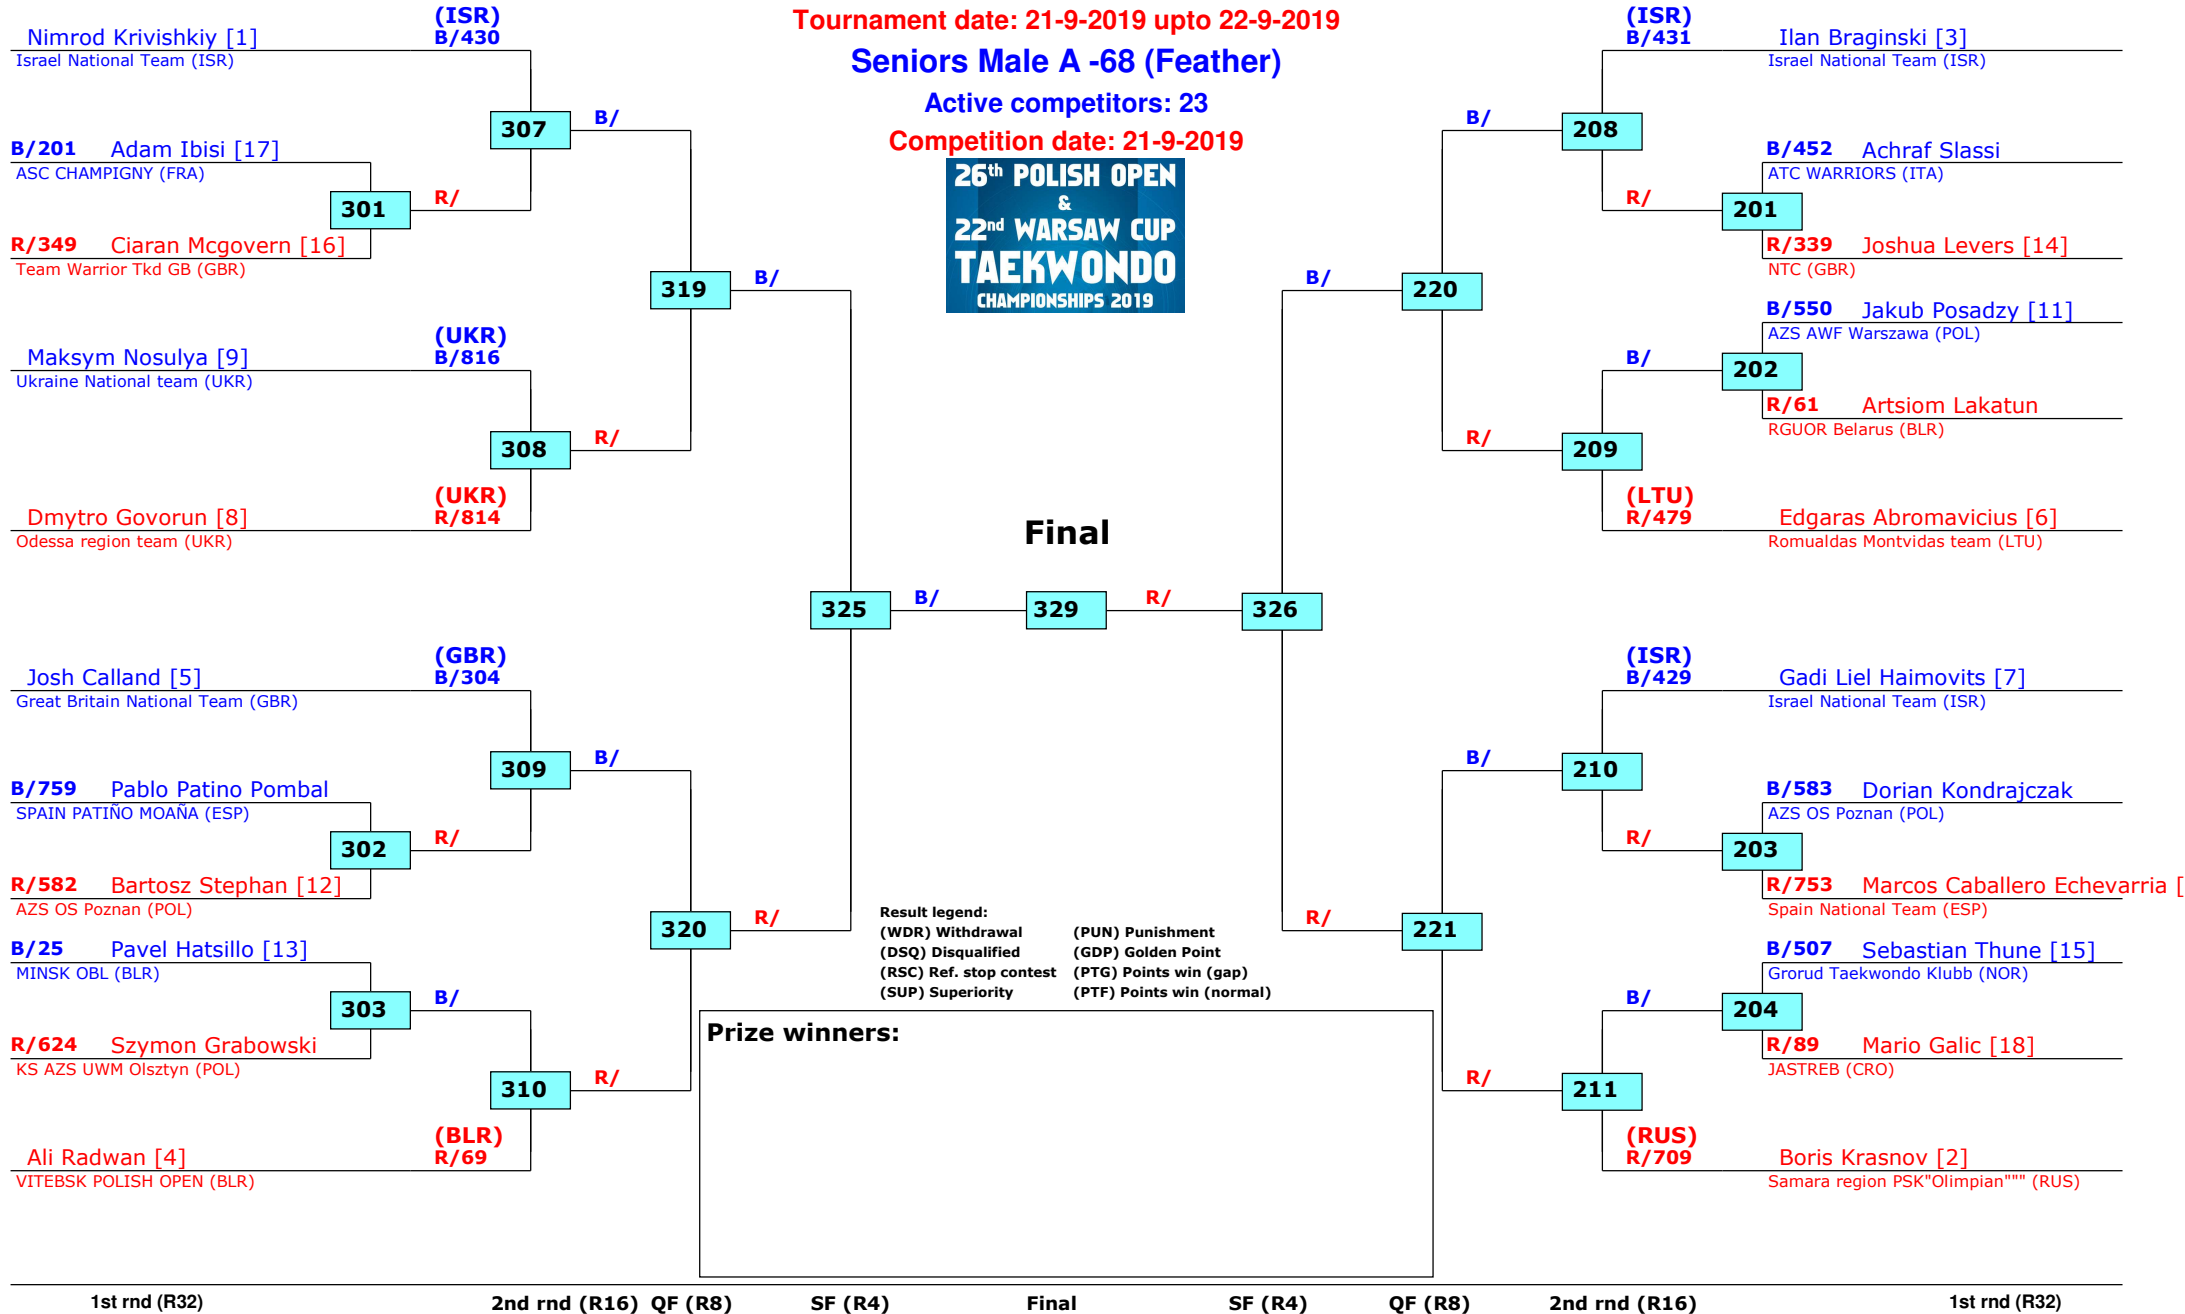 Tournament date: 21-9-2019 upto 22-9-2019
Seniors Male A -68 (Feather)
Active competitors: 23
Competition date: 21-9-2019
26th POLISH OPEN
&
22nd WARSAW CUP
TAEKWONDO
CHAMPIONSHIPS 2019
(ISR)
Nimrod Krivishkiy [1] B/430
Israel National Team (ISR)
307 B/
B/201 Adam Ibisi [17]
ASC CHAMPIGNY (FRA)
301 R/
R/349 Ciaran Mcgovern [16]
Team Warrior Tkd GB (GBR)
319 B/
(UKR)
Maksym Nosulya [9] B/816
Ukraine National team (UKR)
308 R/
(UKR)
Dmytro Govorun [8] R/814
Odessa region team (UKR)
325 B/
(GBR)
Josh Calland [5] B/304
Great Britain National Team (GBR)
309 B/
B/759 Pablo Patino Pombal
SPAIN PATIÑO MOAÑA (ESP)
302 R/
R/582 Bartosz Stephan [12]
AZS OS Poznan (POL)
320 R/
B/25 Pavel Hatsillo [13]
MINSK OBL (BLR)
303 B/
R/624 Szymon Grabowski
KS AZS UWM Olsztyn (POL)
310 R/
(BLR)
Ali Radwan [4] R/69
VITEBSK POLISH OPEN (BLR)
Final
329
(ISR)
B/431 Ilan Braginski [3]
Israel National Team (ISR)
B/ 208
B/452 Achraf Slassi
ATC WARRIORS (ITA)
R/ 201
R/339 Joshua Levers [14]
NTC (GBR)
B/ 220
B/550 Jakub Posadzy [11]
AZS AWF Warszawa (POL)
B/ 202
R/61 Artsiom Lakatun
RGUOR Belarus (BLR)
R/ 209
(LTU)
R/479 Edgaras Abromavicius [6]
Romualdas Montvidas team (LTU)
R/ 326
(ISR)
B/429 Gadi Liel Haimovits [7]
Israel National Team (ISR)
B/ 210
B/583 Dorian Kondrajczak
AZS OS Poznan (POL)
R/ 203
R/753 Marcos Caballero Echevarria [
Spain National Team (ESP)
R/ 221
B/507 Sebastian Thune [15]
Grorud Taekwondo Klubb (NOR)
B/ 204
R/89 Mario Galic [18]
JASTREB (CRO)
R/ 211
(RUS)
R/709 Boris Krasnov [2]
Samara region PSK"Olimpian""" (RUS)
Result legend:
(WDR) Withdrawal (PUN) Punishment
(DSQ) Disqualified (GDP) Golden Point
(RSC) Ref. stop contest (PTG) Points win (gap)
(SUP) Superiority (PTF) Points win (normal)
Prize winners:
1st rnd (R32) 2nd rnd (R16) QF (R8) SF (R4) Final SF (R4) QF (R8) 2nd rnd (R16) 1st rnd (R32)